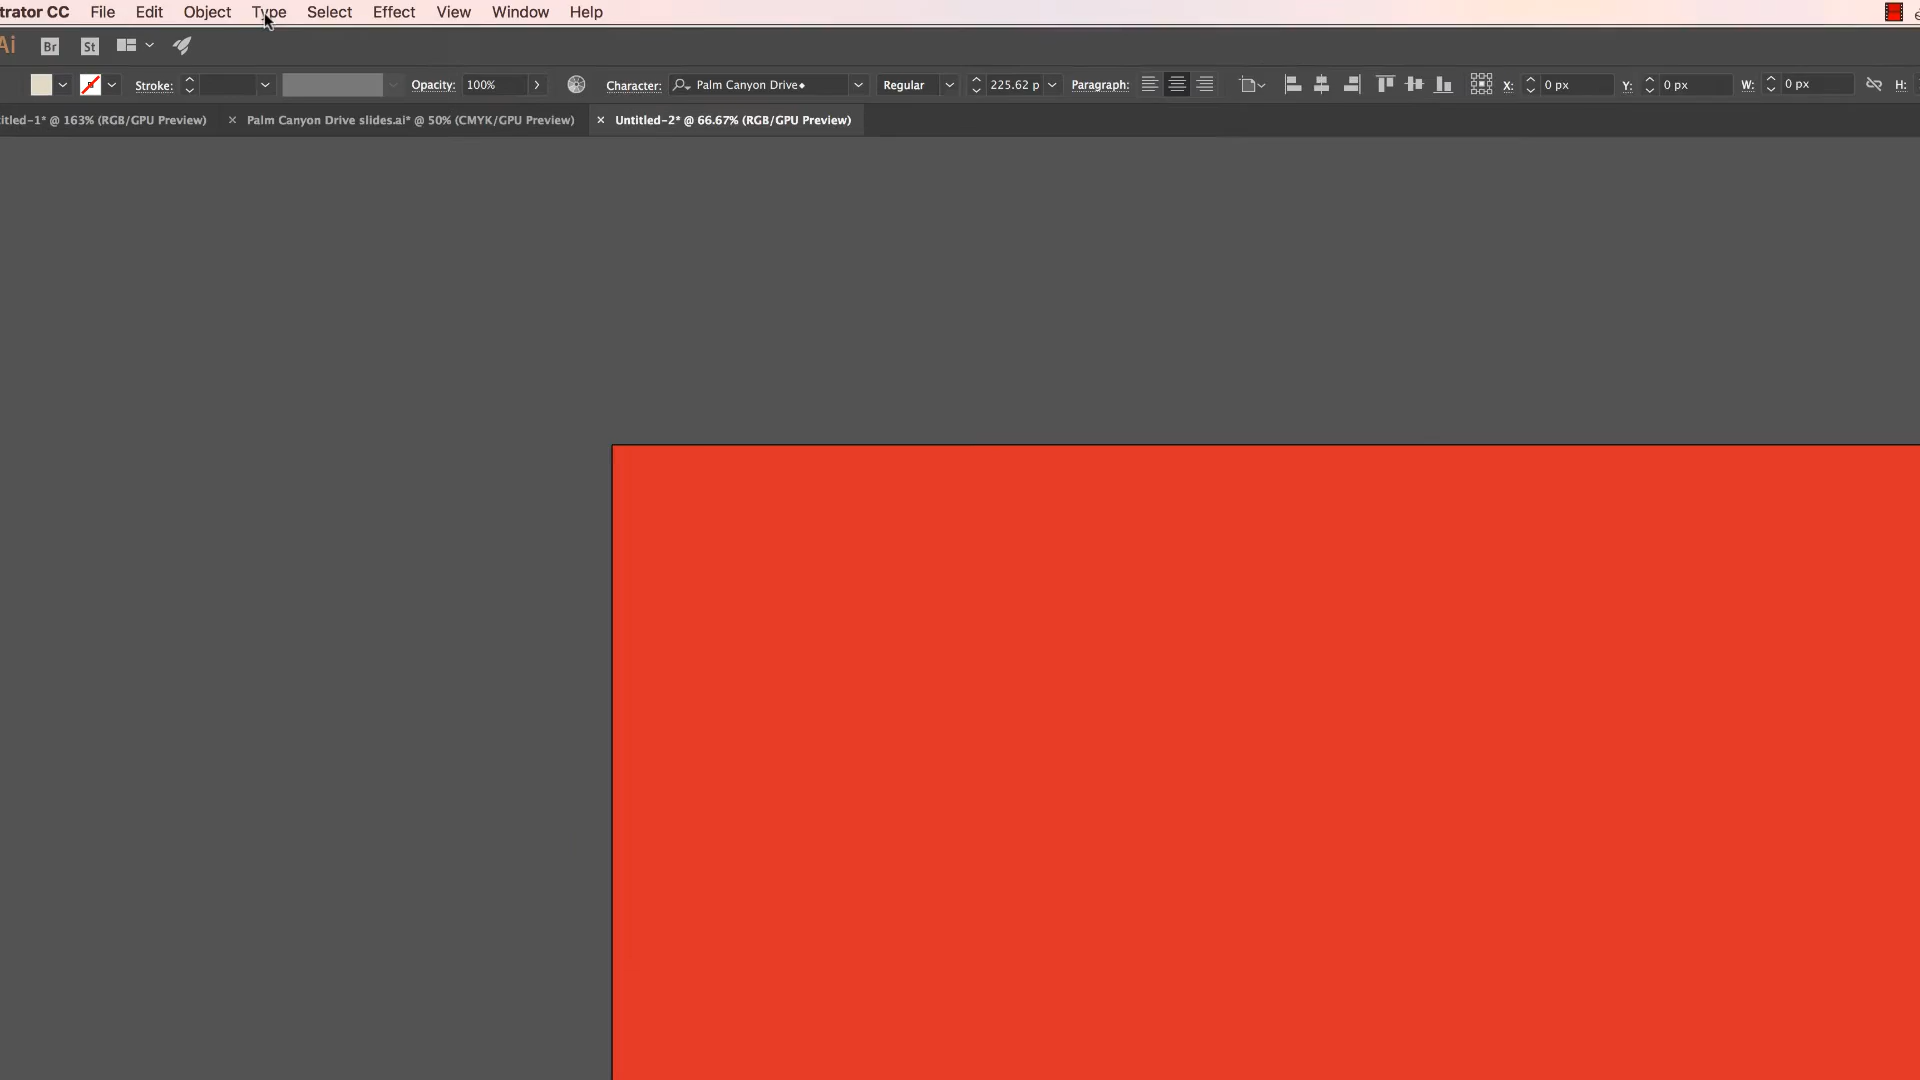 trator CC File Edit Object Type Select Effect View Window Help
Ai Br St
Stroke: Opacity: 100% Character: Palm Canyon Drive Regular 225.62 p Paragraph: X: 0 px Y: 0 px W: 0 px H:
itled-1* @ 163% (RGB/GPU Preview) × Palm Canyon Drive slides.ai* @ 50% (CMYK/GPU Preview) × Untitled-2* @ 66.67% (RGB/GPU Preview)